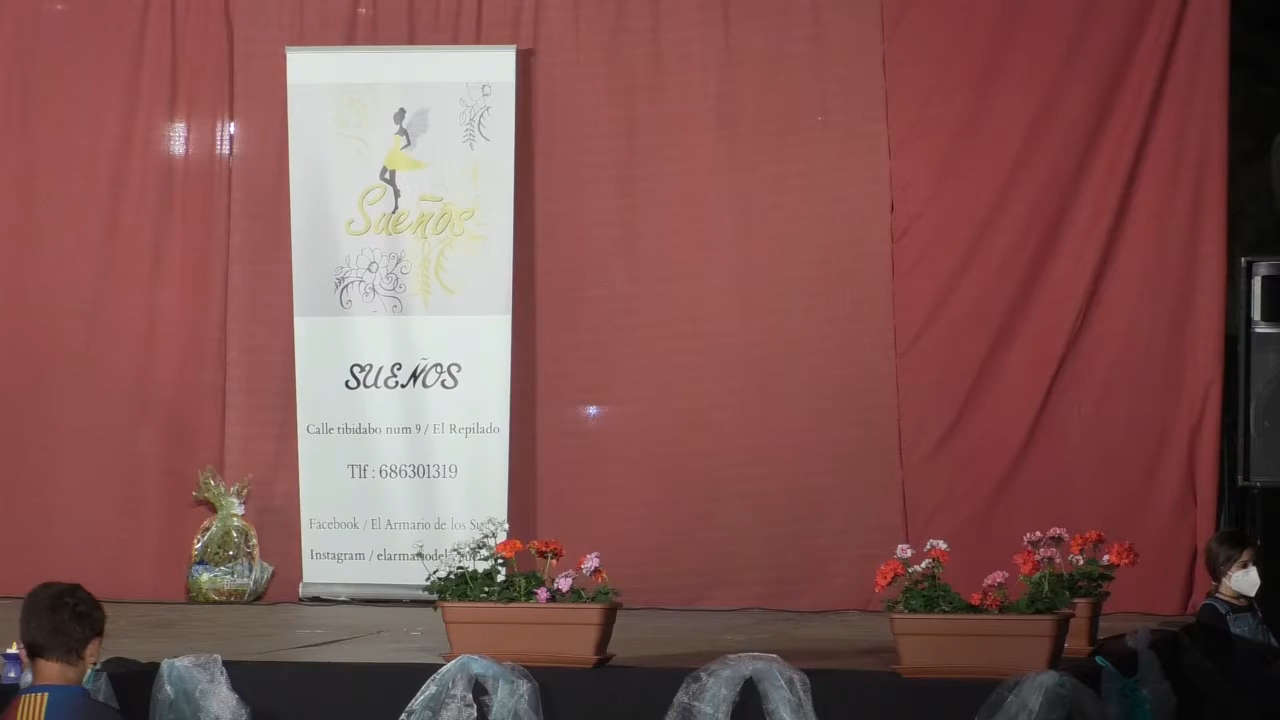 Sueños
SUEÑOS
Calle tibidabo num 9 / El Repilado
Tlf : 686301319
Facebook / El Armario de los
Instagram /